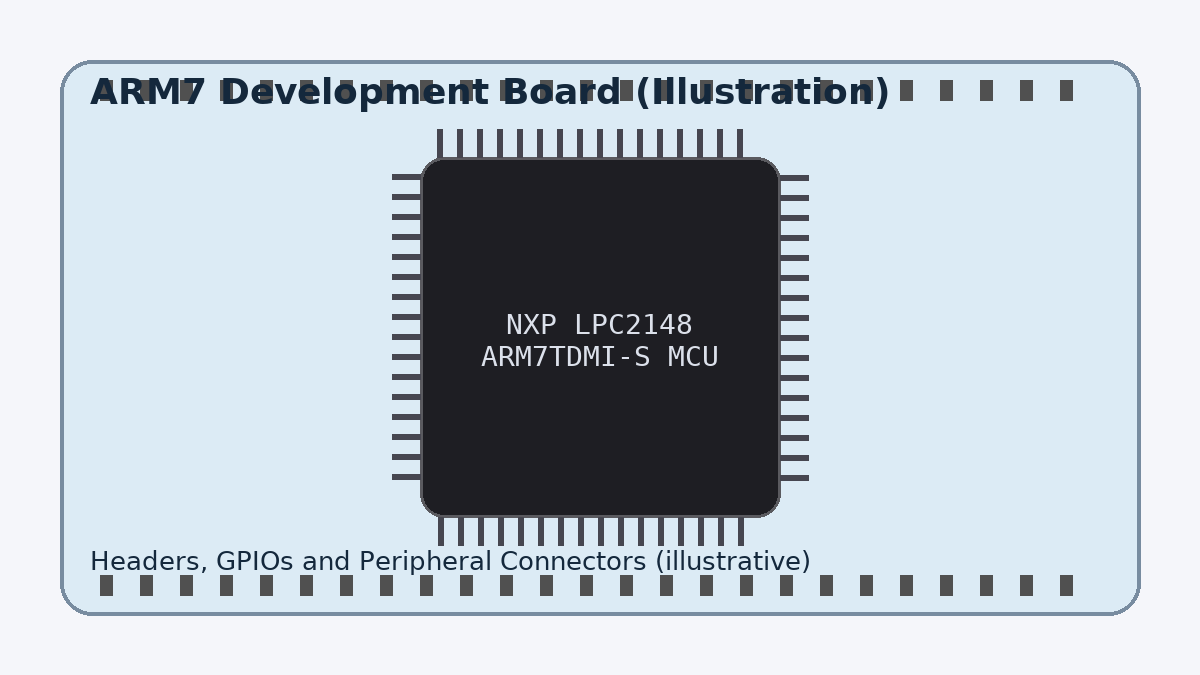 ARM7 Development Board (Illustration)
NXP LPC2148
ARM7TDMI-S MCU
Headers, GPIOs and Peripheral Connectors (illustrative)